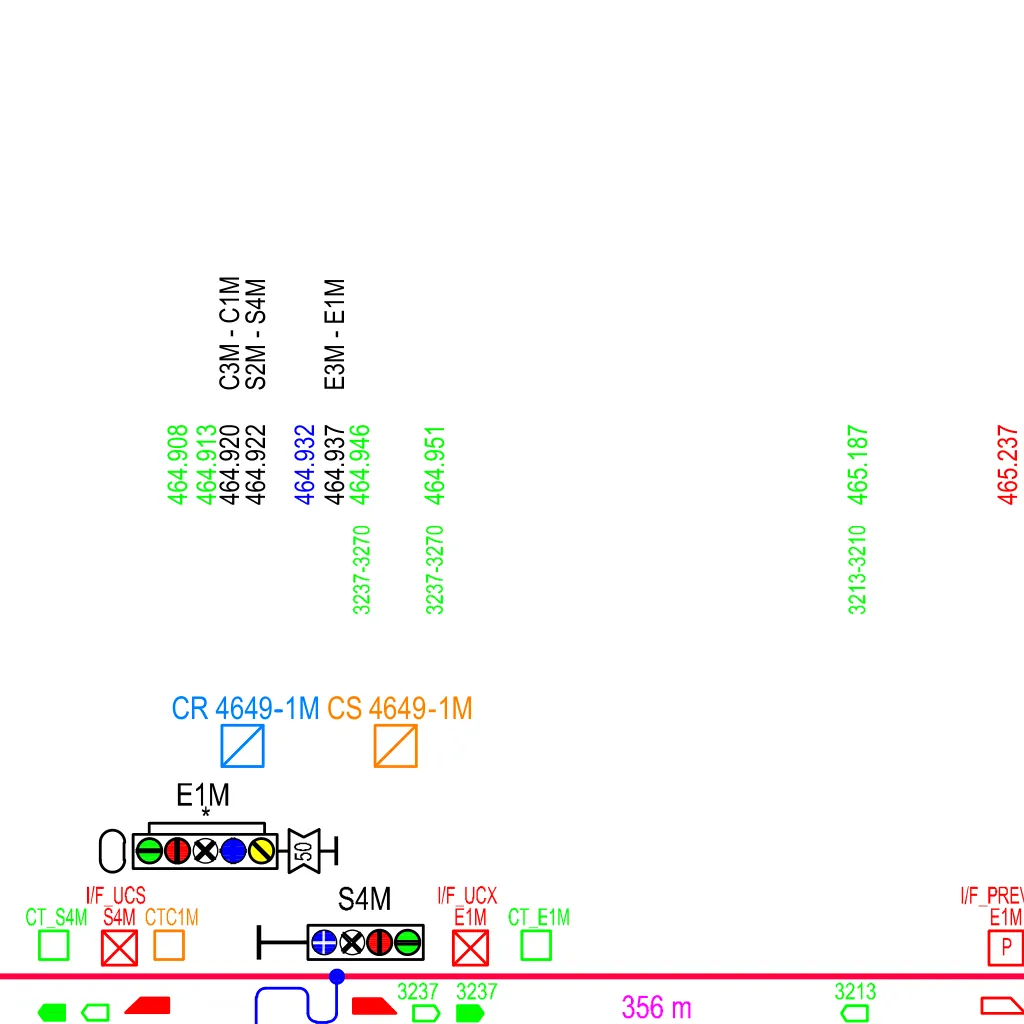 C3M - C1M
S2M - S4M
E3M - E1M
464.908
464.913
464.920
464.922
464.932
464.937
464.946
464.951
465.187
465.237
3237-3270
3237-3270
3213-3210
CR 4649-1M
CS 4649-1M
E1M
*
50
S4M
I/F_UCS
S4M
CT_S4M
CTC1M
I/F_UCX
E1M
CT_E1M
I/F_PREV
E1M
P
3237
3237
356 m
3213